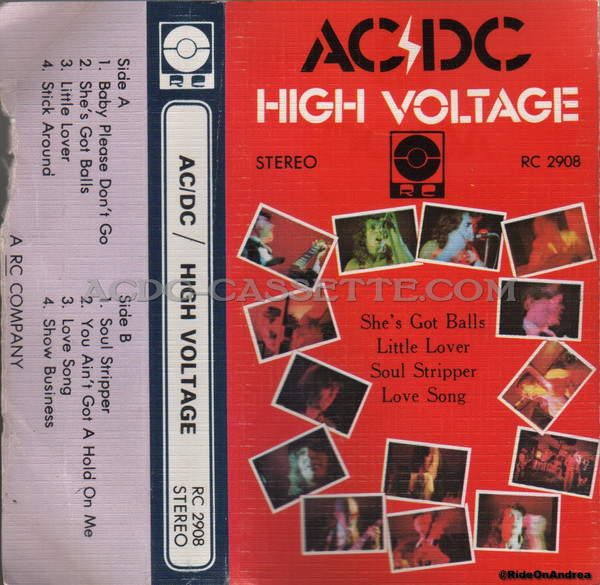 Side A
1. Baby Please Don't Go
2. She's Got Balls
3. Little Lover
4. Stick Around
Side B
1. Soul Stripper
2. You Ain't Got A Hold On Me
3. Love Song
4. Show Business
A RC COMPANY
RC
AC/DC / HIGH VOLTAGE
RC 2908
STEREO
AC DC
HIGH VOLTAGE
STEREO
RC 2908
RC
ACDC-CASSETTE.COM
She's Got Balls
Little Lover
Soul Stripper
Love Song
@RideOnAndrea